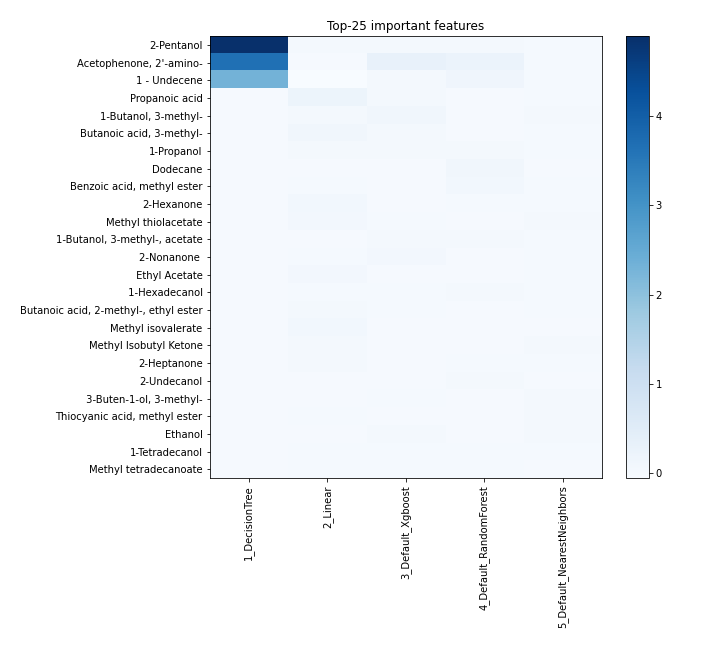 Top-25 important features
2-Pentanol
Acetophenone, 2'-amino-
1 - Undecene
Propanoic acid
1-Butanol, 3-methyl-
Butanoic acid, 3-methyl-
1-Propanol
Dodecane
Benzoic acid, methyl ester
2-Hexanone
Methyl thiolacetate
1-Butanol, 3-methyl-, acetate
2-Nonanone
Ethyl Acetate
1-Hexadecanol
Butanoic acid, 2-methyl-, ethyl ester
Methyl isovalerate
Methyl Isobutyl Ketone
2-Heptanone
2-Undecanol
3-Buten-1-ol, 3-methyl-
Thiocyanic acid, methyl ester
Ethanol
1-Tetradecanol
Methyl tetradecanoate
1_DecisionTree
2_Linear
3_Default_Xgboost
4_Default_RandomForest
5_Default_NearestNeighbors
4
3
2
1
0